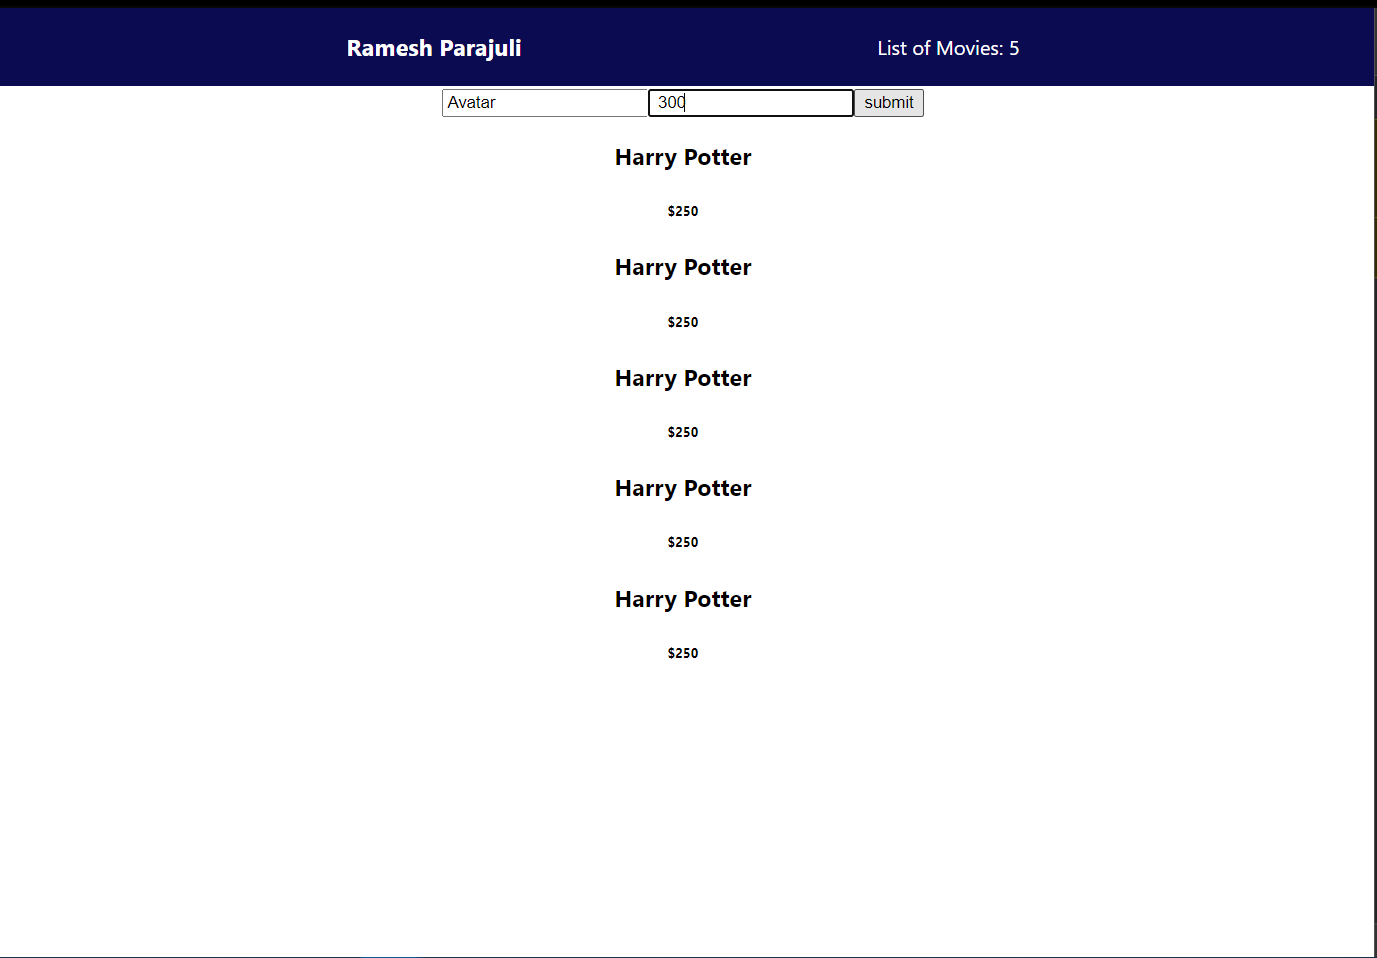 Ramesh Parajuli
List of Movies: 5
Avatar
300
submit
Harry Potter
$250
Harry Potter
$250
Harry Potter
$250
Harry Potter
$250
Harry Potter
$250